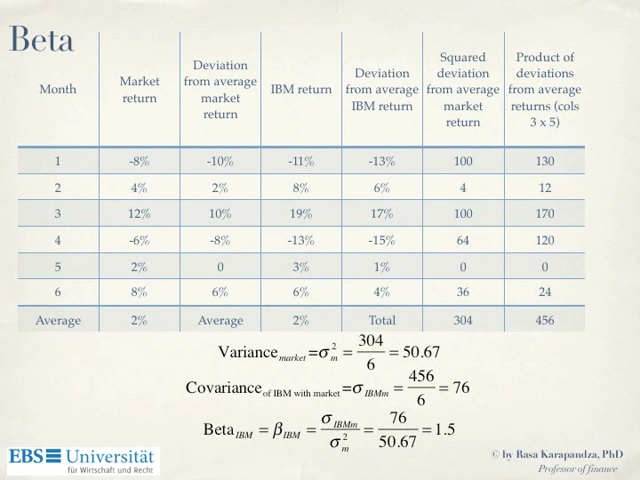 Beta
Month
Market
return
Deviation
from average
market
return
IBM return
Deviation
from average
IBM return
Squared
deviation
from average
market
return
Product of
deviations
from average
returns (cols
3 x 5)
1 -8% -10% -11% -13% 100 130
2 4% 2% 8% 6% 4 12
3 12% 10% 19% 17% 100 170
4 -6% -8% -13% -15% 64 120
5 2% 0 3% 1% 0 0
6 8% 6% 6% 4% 36 24
Average 2% Average 2% Total 304 456
Variance market =σ²m = 304/6 = 50.67
Covariance of IBM with market =σIBMm = 456/6 = 76
Beta IBM = βIBM = σIBMm/σ²m = 76/50.67 = 1.5
EBS Universität
für Wirtschaft und Recht
© by Rasa Karapandza, PhD
Professor of finance